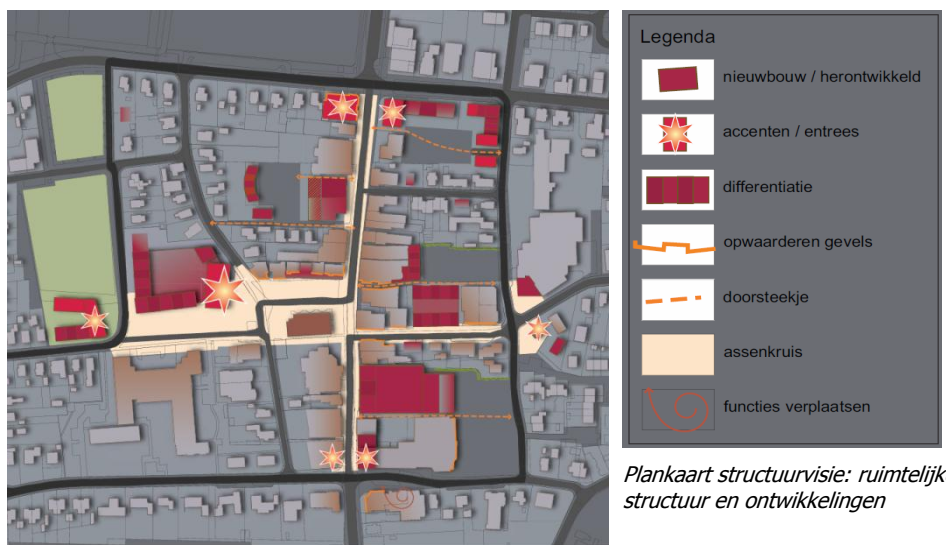 Legenda
nieuwbouw / herontwikkeld
accenten / entrees
differentiatie
opwaarderen gevels
doorsteekje
assenkruis
functies verplaatsen
Plankaart structuurvisie: ruimtelijk
structuur en ontwikkelingen